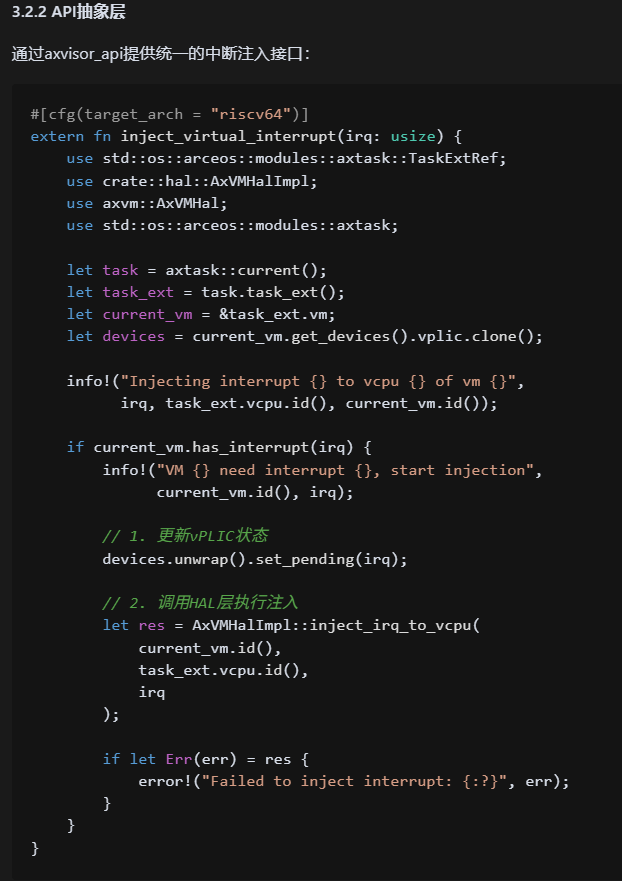 3.2.2 API抽象层
通过axvisor_api提供统一的中断注入接口：
#[cfg(target_arch = "riscv64")]
extern fn inject_virtual_interrupt(irq: usize) {
    use std::os::arceos::modules::axtask::TaskExtRef;
    use crate::hal::AxVMHalImpl;
    use axvm::AxVMHal;
    use std::os::arceos::modules::axtask;
    let task = axtask::current();
    let task_ext = task.task_ext();
    let current_vm = &task_ext.vm;
    let devices = current_vm.get_devices().vplic.clone();
    info!("Injecting interrupt {} to vcpu {} of vm {}",
          irq, task_ext.vcpu.id(), current_vm.id());
    if current_vm.has_interrupt(irq) {
        info!("VM {} need interrupt {}, start injection",
              current_vm.id(), irq);
        // 1. 更新vPLIC状态
        devices.unwrap().set_pending(irq);
        // 2. 调用HAL层执行注入
        let res = AxVMHalImpl::inject_irq_to_vcpu(
            current_vm.id(),
            task_ext.vcpu.id(),
            irq
        );
        if let Err(err) = res {
            error!("Failed to inject interrupt: {:?}", err);
        }
    }
}